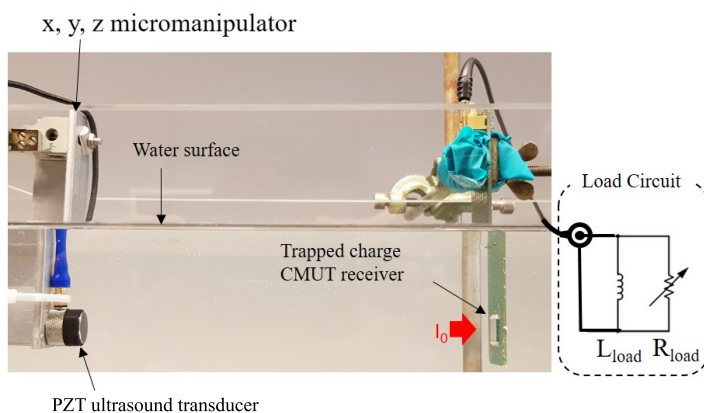 x, y, z micromanipulator
Water surface
Load Circuit
Trapped charge
CMUT receiver
I0
Lload Rload
PZT ultrasound transducer